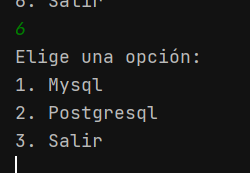 6. Salir
6
Elige una opción:
1. Mysql
2. Postgresql
3. Salir